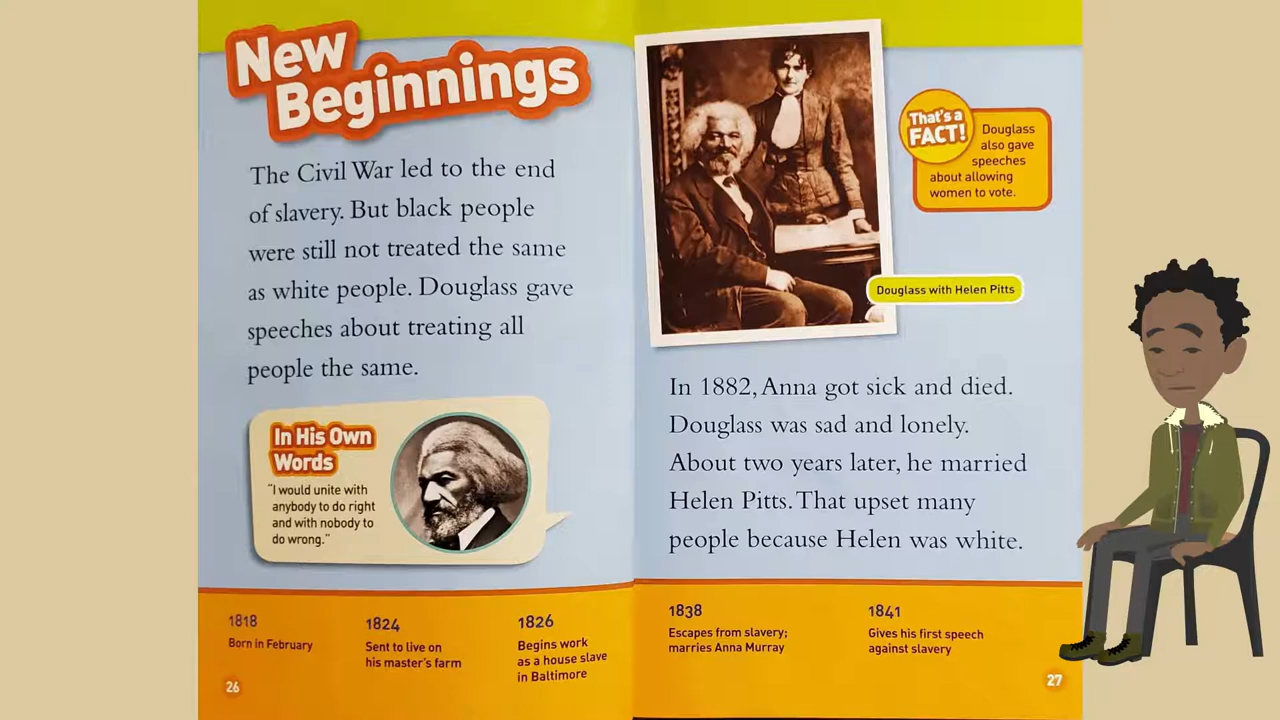 New
Beginnings
The Civil War led to the end
of slavery. But black people
were still not treated the same
as white people. Douglass gave
speeches about treating all
people the same.
In His Own
Words
"I would unite with
anybody to do right
and with nobody to
do wrong."
1818
Born in February
1824
Sent to live on
his master's farm
1826
Begins work
as a house slave
in Baltimore
26
That's a
FACT!
Douglass
also gave
speeches
about allowing
women to vote.
Douglass with Helen Pitts
In 1882, Anna got sick and died.
Douglass was sad and lonely.
About two years later, he married
Helen Pitts. That upset many
people because Helen was white.
1838
Escapes from slavery;
marries Anna Murray
1841
Gives his first speech
against slavery
27